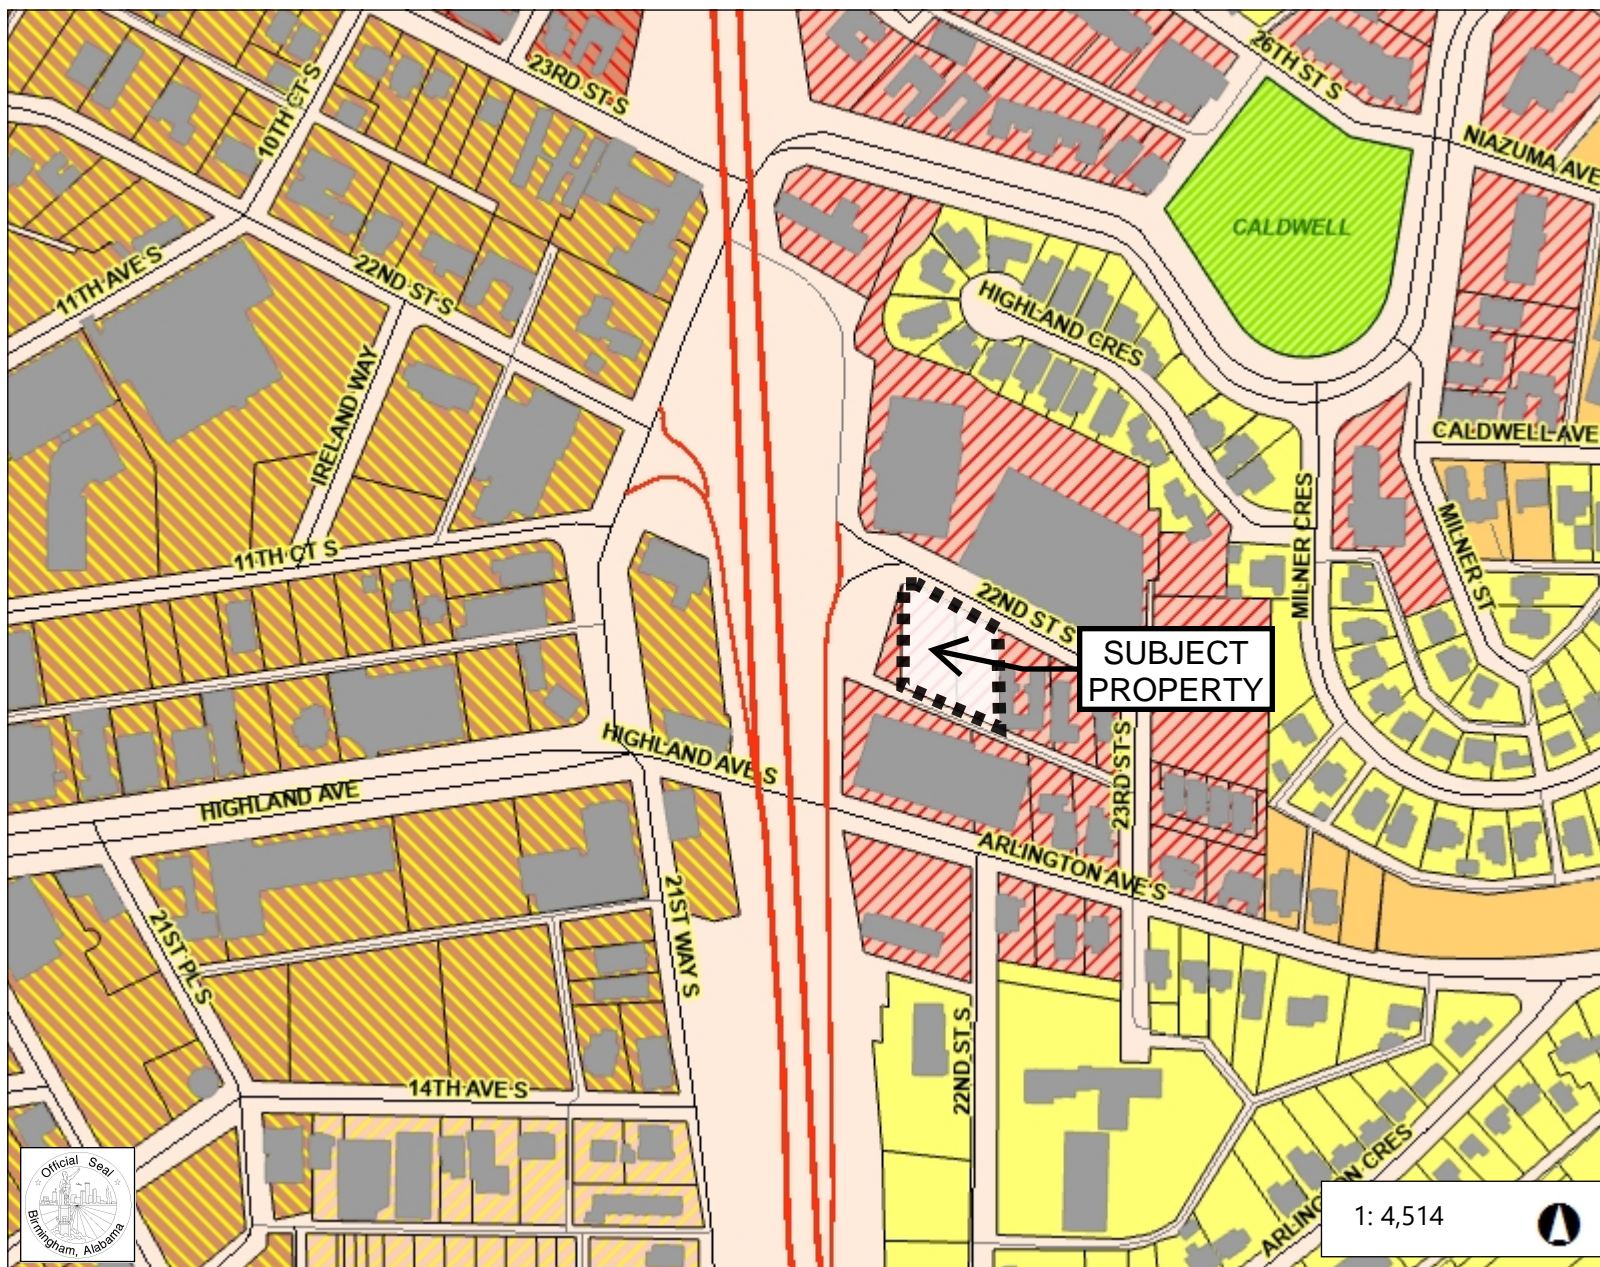 26TH ST S
23RD ST S
10TH CT S
NIAZUMA AVE
CALDWELL
11TH AVE S
22ND ST S
HIGHLAND CRES
IRELAND WAY
CALDWELL AVE
MILNER CRES
MILNER ST
11TH CT S
22ND ST S
SUBJECT
PROPERTY
HIGHLAND AVE S
23RD ST S
HIGHLAND AVE
ARLINGTON AVE S
21ST WAY S
21ST PL S
22ND ST S
14TH AVE S
ARLINGTON CRES
Official Seal
Birmingham, Alabama
1: 4,514